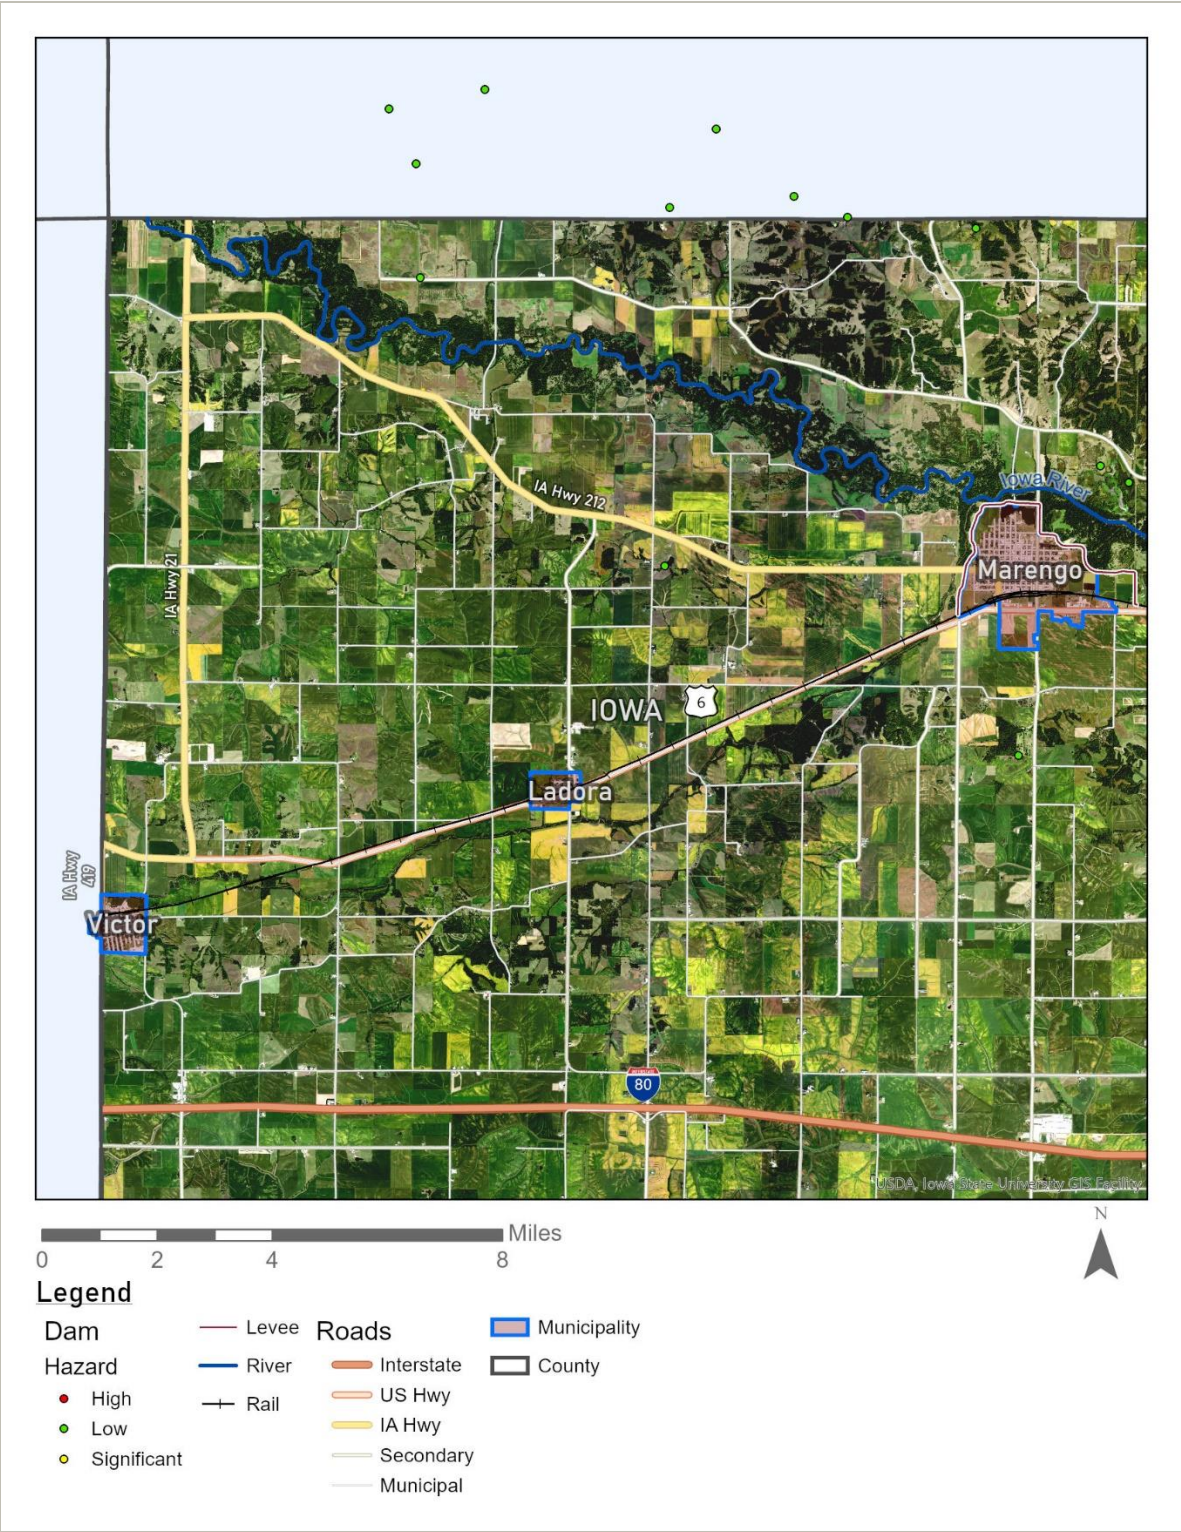 IA Hwy 212
Iowa River
IA Hwy 21
Marengo
IOWA
6
Ladora
IA Hwy
419
Victor
INTERSTATE
80
USDA, Iowa State University GIS Facility
Miles
0 2 4 8
N
Legend
Dam
Hazard
High
Low
Significant
Levee
River
Rail
Roads
Interstate
US Hwy
IA Hwy
Secondary
Municipal
Municipality
County